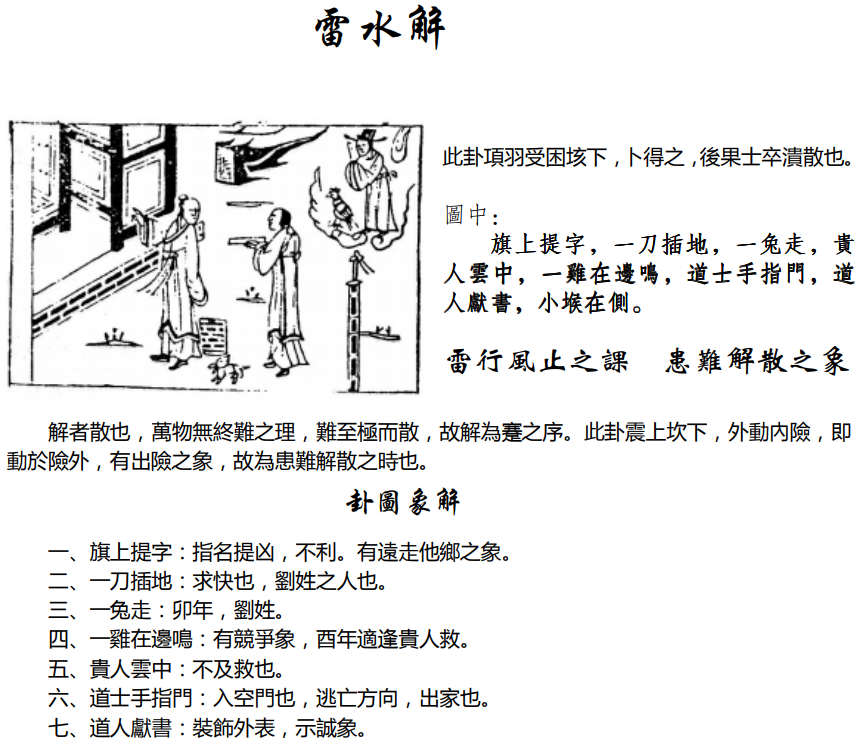 雷水解
此卦項羽受困垓下，卜得之，後果士卒潰散也。
圖中：
旗上提字，一刀插地，一兔走，貴
人雲中，一雞在邊鳴，道士手指門，道
人獻書，小堠在側。
雷行風止之課　患難解散之象
解者散也，萬物無終難之理，難至極而散，故解為蹇之序。此卦震上坎下，外動內險，即
動於險外，有出險之象，故為患難解散之時也。
卦圖象解
一、旗上提字：指名提凶，不利。有遠走他鄉之象。
二、一刀插地：求快也，劉姓之人也。
三、一兔走：卯年，劉姓。
四、一雞在邊鳴：有競爭象，酉年適逢貴人救。
五、貴人雲中：不及救也。
六、道士手指門：入空門也，逃亡方向，出家也。
七、道人獻書：裝飾外表，示誠象。